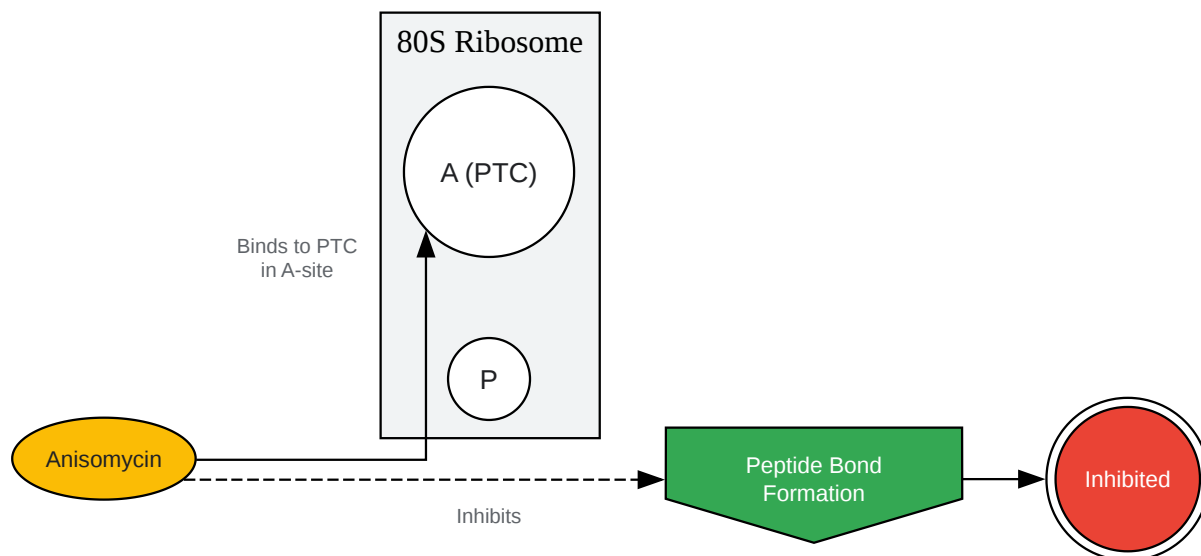 80S Ribosome
A (PTC)
Binds to PTC
in A-site
P
Anisomycin
Inhibits
Peptide Bond
Formation
Inhibited